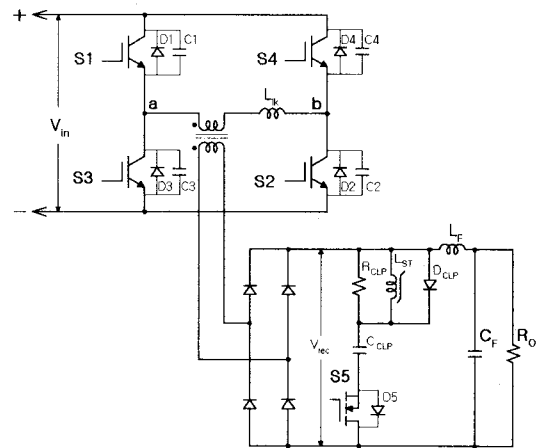 +
S1
D1
C1
S4
D4
C4
a
L_lk
b
V_in
S3
D3
C3
S2
D2
C2
−
L_F
R_CLP
L_ST
D_CLP
V_rec
C_CLP
C_F
R_O
S5
D5